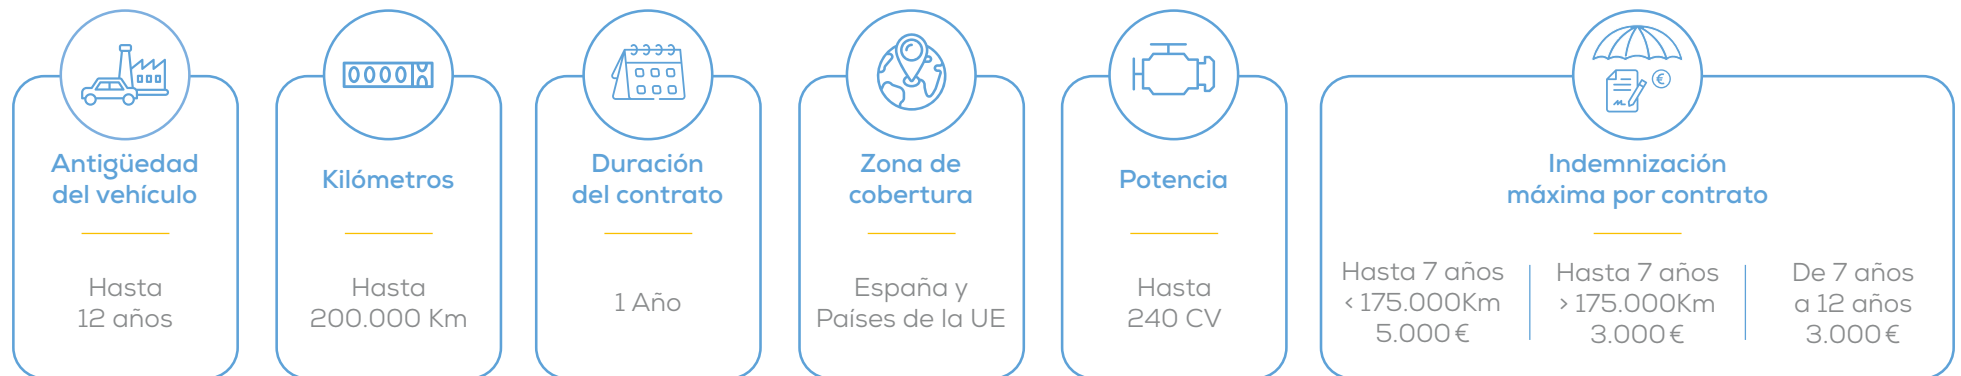 0000
Antigüedad
del vehículo
Hasta
12 años
Kilómetros
Hasta
200.000 Km
Duración
del contrato
1 Año
Zona de
cobertura
España y
Países de la UE
Potencia
Hasta
240 CV
€
Indemnización
máxima por contrato
Hasta 7 años
< 175.000Km
5.000 €
Hasta 7 años
> 175.000Km
3.000 €
De 7 años
a 12 años
3.000 €